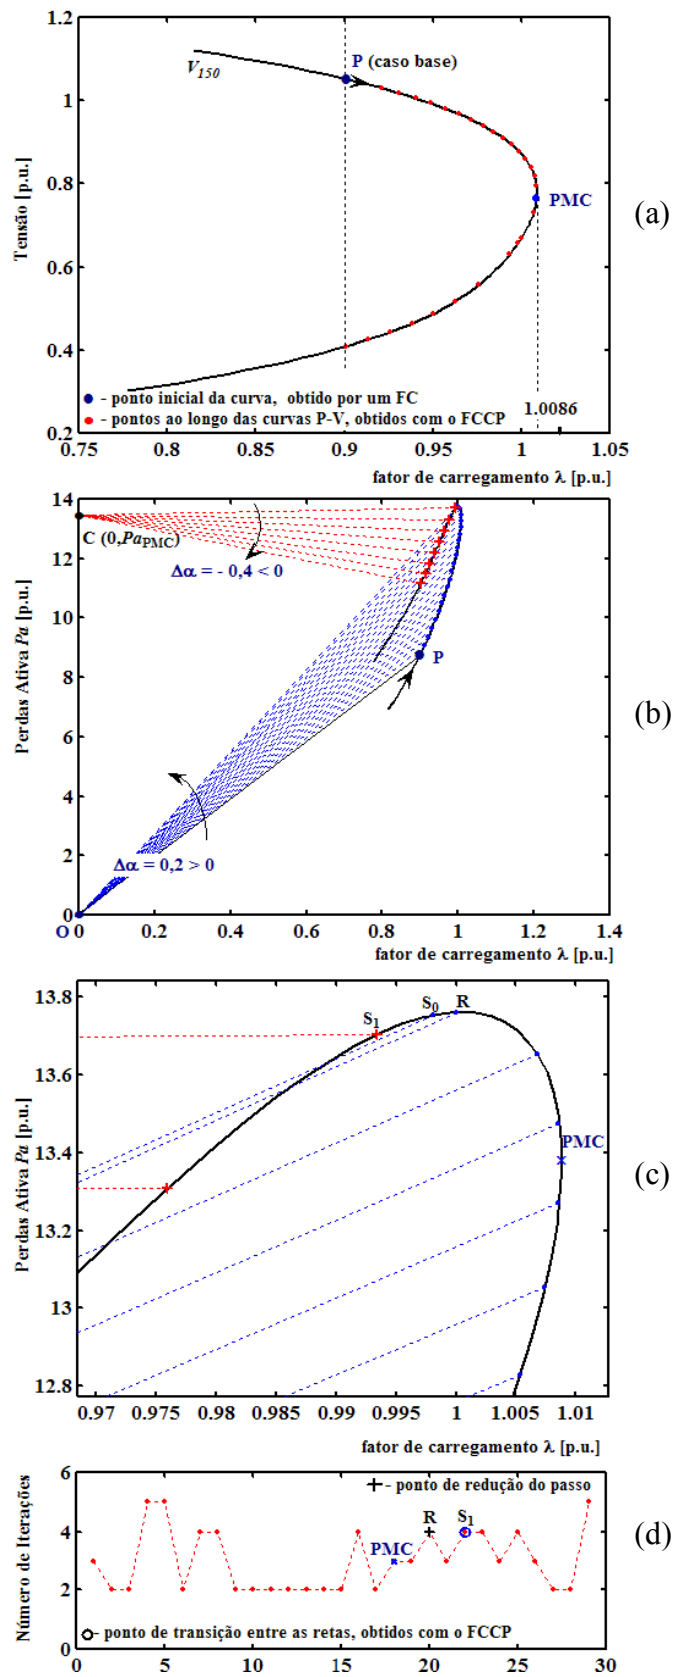 Tensão [p.u.]
1.2
1
0.8
0.6
0.4
0.2
V150
P (caso base)
PMC
(a)
- ponto inicial da curva, obtido por um FC
- pontos ao longo das curvas P-V, obtidos com o FCCP
1.0086
0.75 0.8 0.85 0.9 0.95 1 1.05
fator de carregamento λ [p.u.]
Perdas Ativa Pa [p.u.]
14
12
10
8
6
4
2
0
C (0,PaPMC)
Δα = - 0,4 < 0
P
(b)
Δα = 0,2 > 0
O 0 0.2 0.4 0.6 0.8 1 1.2 1.4
fator de carregamento λ [p.u.]
Perdas Ativa Pa [p.u.]
13.8
13.6
13.4
13.2
13
12.8
S1 S0 R
PMC
(c)
0.97 0.975 0.98 0.985 0.99 0.995 1 1.005 1.01
fator de carregamento λ [p.u.]
Número de Iterações
6
4
2
0
- ponto de redução do passo
PMC R S1
(d)
- ponto de transição entre as retas, obtidos com o FCCP
0 5 10 15 20 25 30